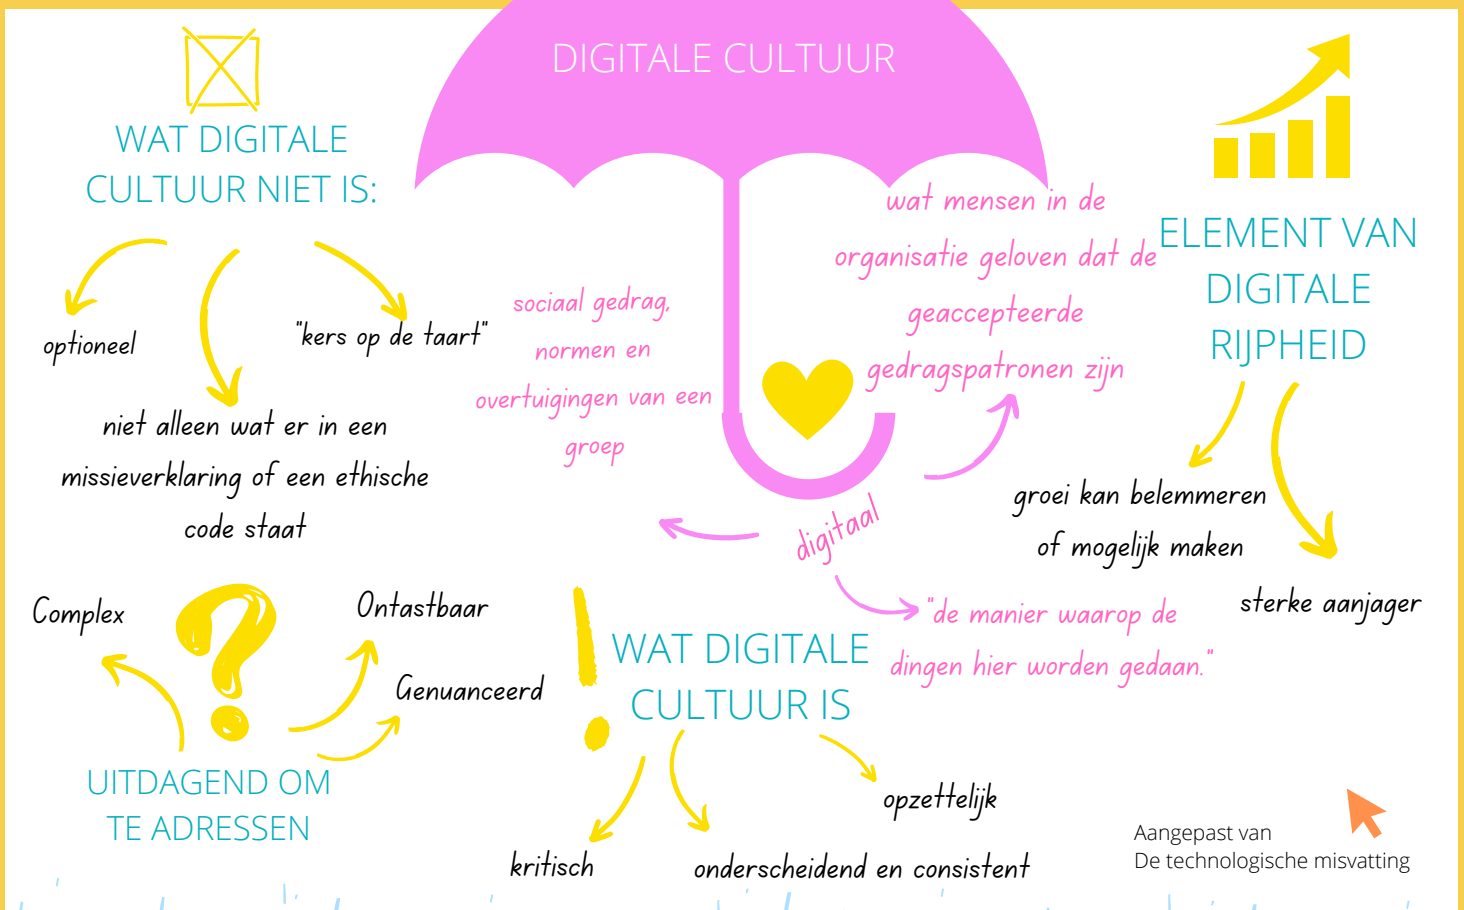 DIGITALE CULTUUR
WAT DIGITALE
CULTUUR NIET IS:
optioneel
"kers op de taart"
niet alleen wat er in een
missieverklaring of een ethische
code staat
sociaal gedrag,
normen en
overtuigingen van een
groep
wat mensen in de
organisatie geloven dat de
geaccepteerde
gedragspatronen zijn
digitaal
"de manier waarop de
dingen hier worden gedaan."
ELEMENT VAN
DIGITALE
RIJPHEID
groei kan belemmeren
of mogelijk maken
sterke aanjager
Complex
Ontastbaar
Genuanceerd
UITDAGEND OM
TE ADRESSEN
WAT DIGITALE
CULTUUR IS
opzettelijk
kritisch
onderscheidend en consistent
Aangepast van
De technologische misvatting